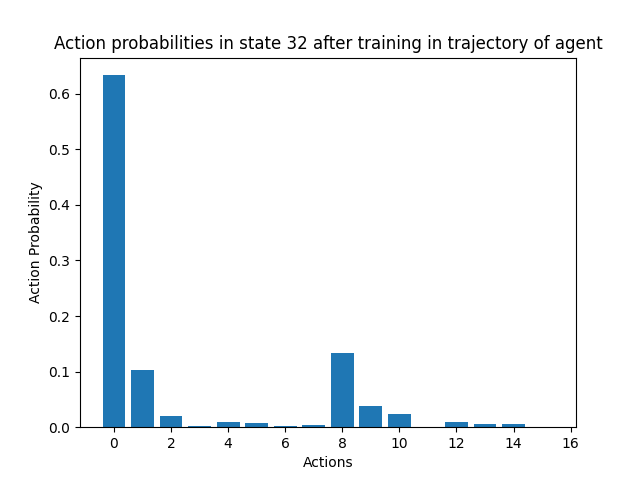 Action probabilities in state 32 after training in trajectory of agent
0.6
0.5
0.4
0.3
0.2
0.1
0.0
Action Probability
0 2 4 6 8 10 12 14 16
Actions